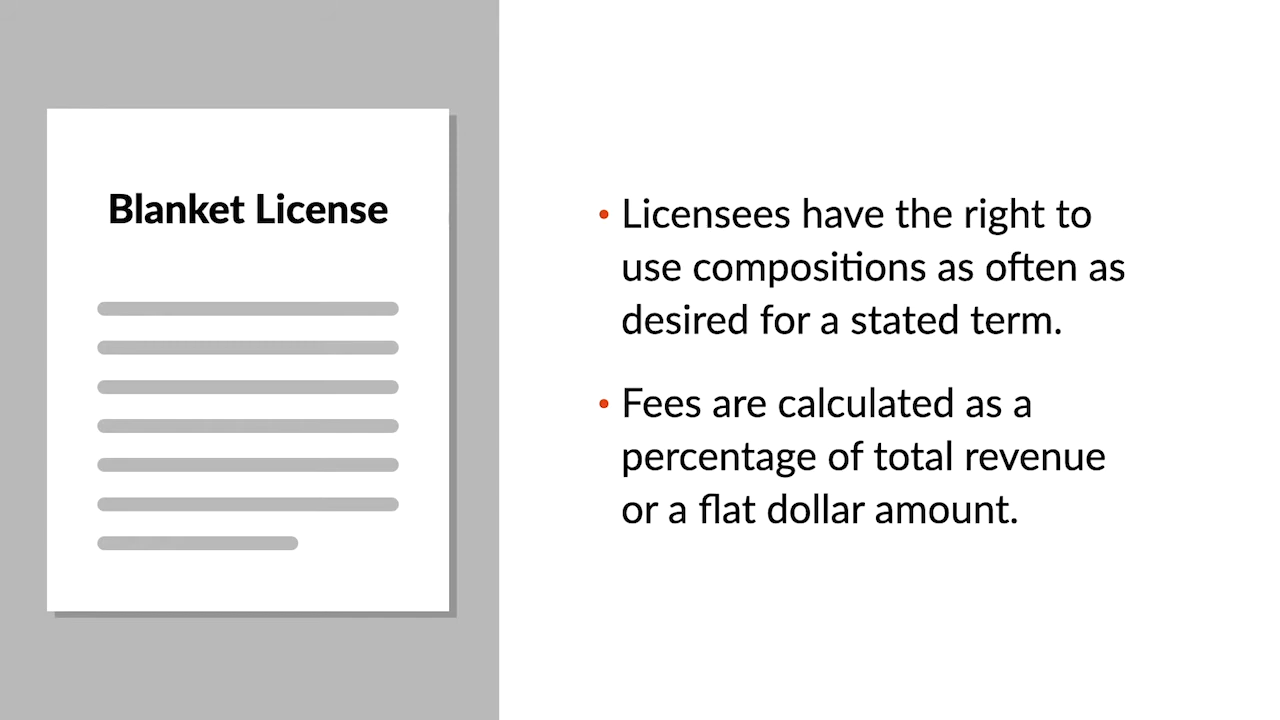 Blanket License
• Licensees have the right to
use compositions as often as
desired for a stated term.
• Fees are calculated as a
percentage of total revenue
or a flat dollar amount.